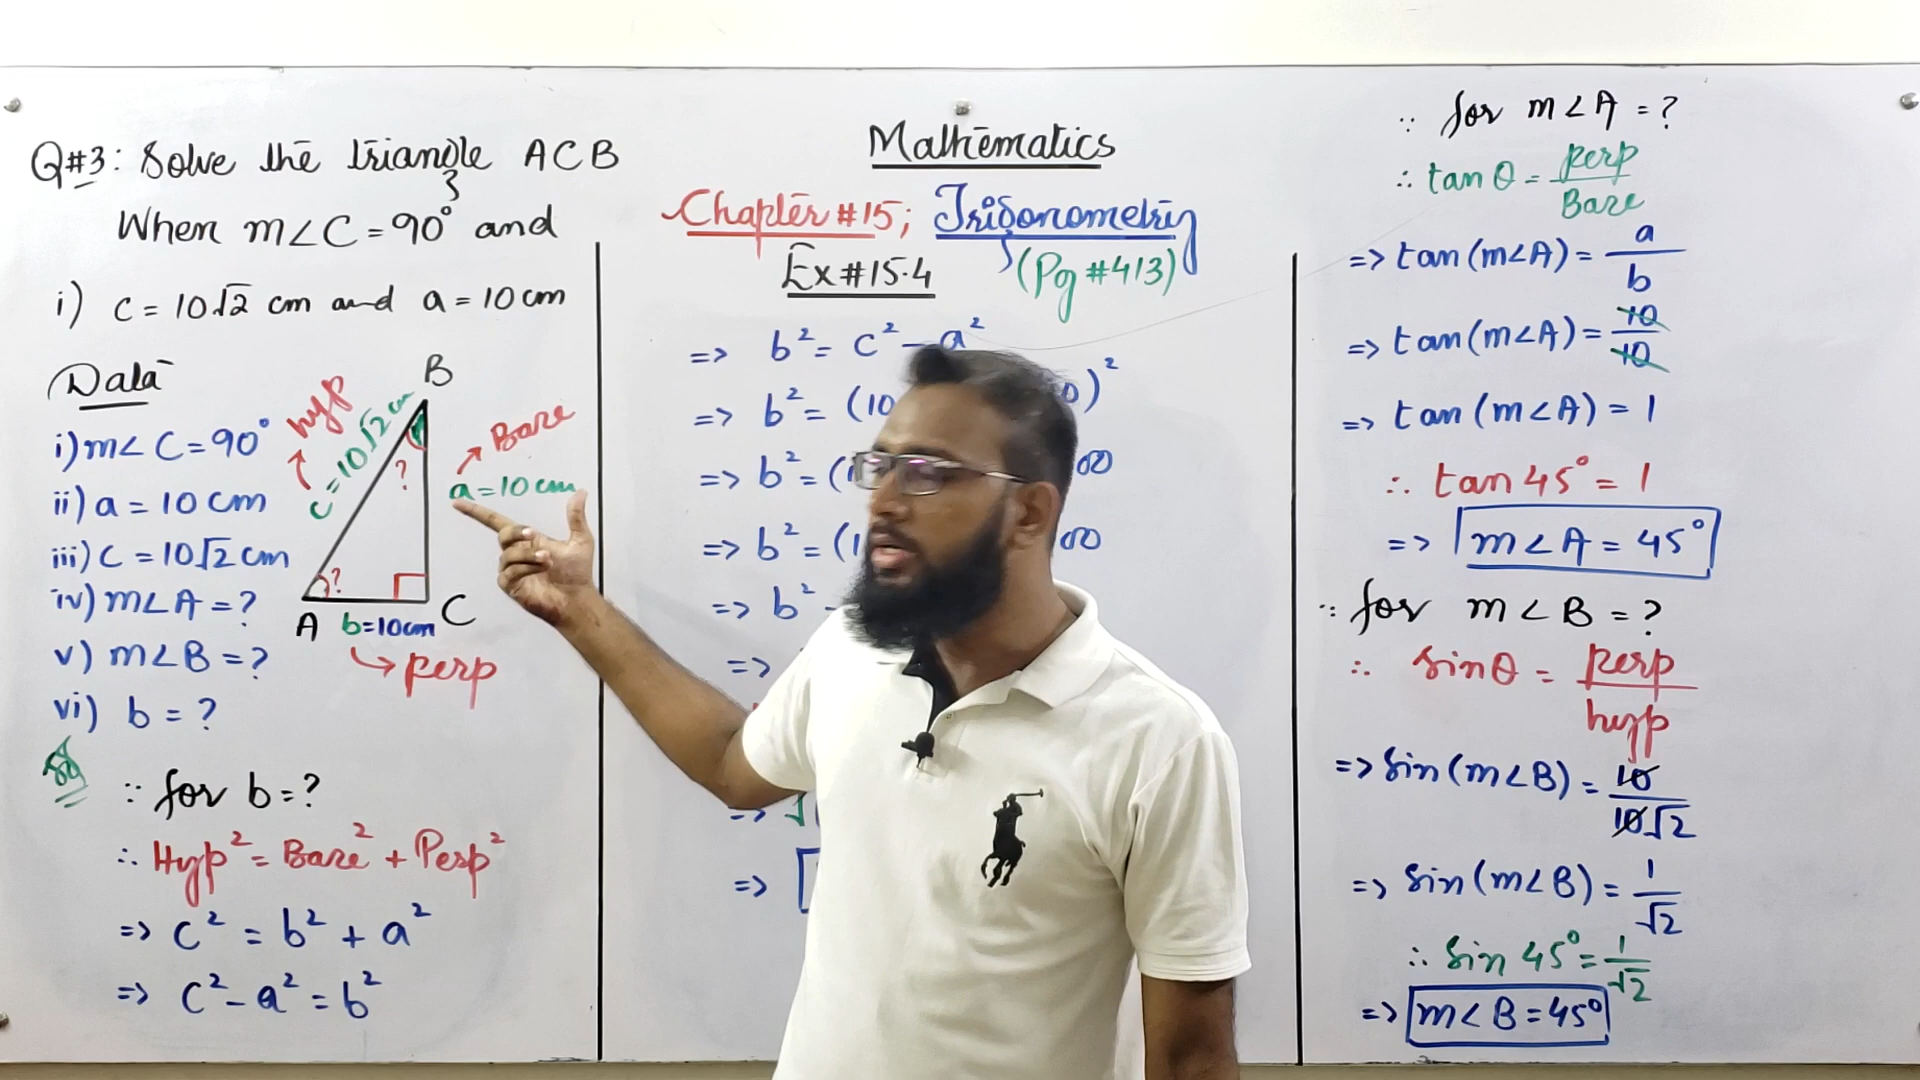 Q#3: Solve the triangle ACB
When m∠C = 90° and
i) c = 10√2 cm and a = 10 cm
Data
i) m∠C = 90°
ii) a = 10 cm
iii) c = 10√2 cm
iv) m∠A = ?
v) m∠B = ?
vi) b = ?
B
hyp
c = 10√2 cm
?
Base
a = 10 cm
?
A
b = 10cm
C
perp
Sol
∵ for b = ?
∴ Hyp² = Base² + Perp²
=> c² = b² + a²
=> c² - a² = b²
Mathematics
Chapter #15; Trigonometry
Ex#15.4
(Pg #413)
=> b² = c² - a²
=> b² = (10
)²
=> b² = (
=> b² = (
=> b²
=>
=>
=>
∵ for m∠A = ?
∴ tan θ = perp/Base
=> tan(m∠A) = a/b
=> tan(m∠A) = 10/10
=> tan(m∠A) = 1
∴ tan 45° = 1
=> m∠A = 45°
∵ for m∠B = ?
∴ sin θ = perp/hyp
=> sin(m∠B) = 10/10√2
=> sin(m∠B) = 1/√2
∴ sin 45° = 1/√2
=> m∠B = 45°